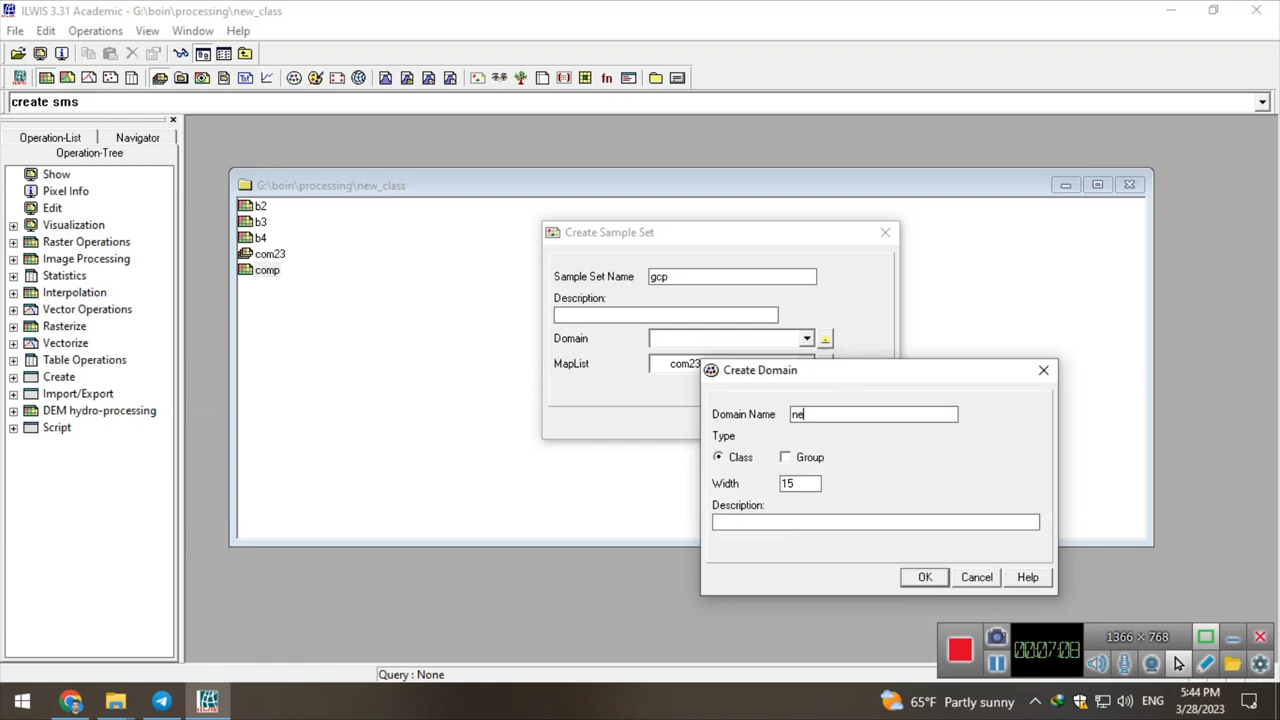 ILWIS 3.31 Academic - G:\boin\processing\new_class
File Edit Operations View Window Help
create sms
Operation-List Navigator
Operation-Tree
Show
Pixel Info
Edit
Visualization
Raster Operations
Image Processing
Statistics
Interpolation
Vector Operations
Rasterize
Vectorize
Table Operations
Create
Import/Export
DEM hydro-processing
Script
G:\boin\processing\new_class
b2
b3
b4
com23
comp
Create Sample Set
Sample Set Name gcp
Description:
Domain
MapList com23
Create Domain
Domain Name ne
Type
Class Group
Width 15
Description:
OK Cancel Help
1366 × 768
00:07:08
Query : None
65°F Partly sunny ENG 5:44 PM
3/28/2023